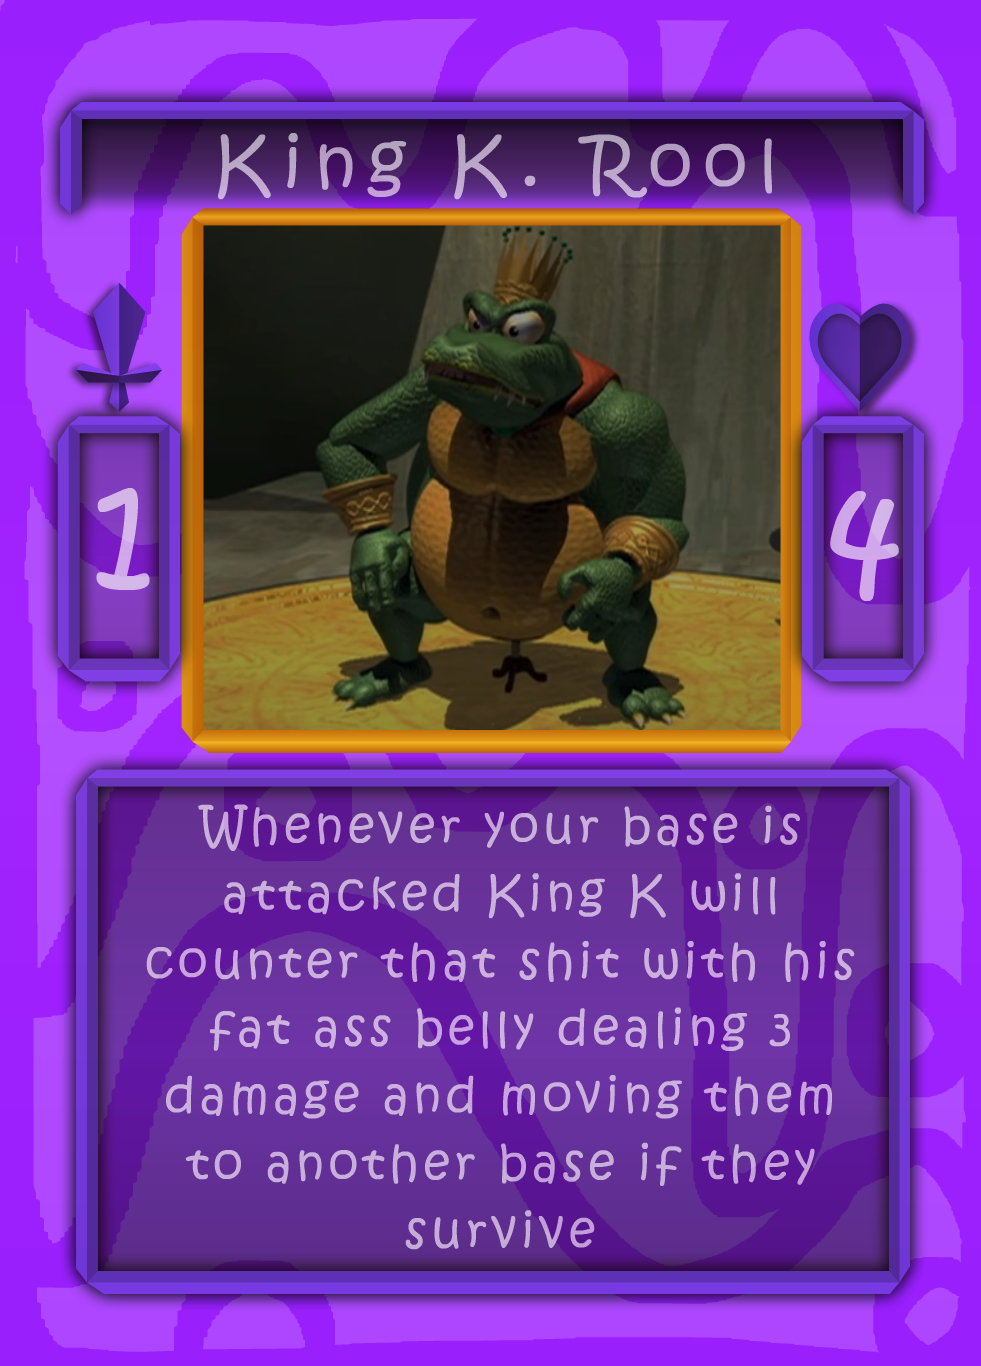 King K. Rool
1
4
Whenever your base is
attacked King K will
counter that shit with his
fat ass belly dealing 3
damage and moving them
to another base if they
survive